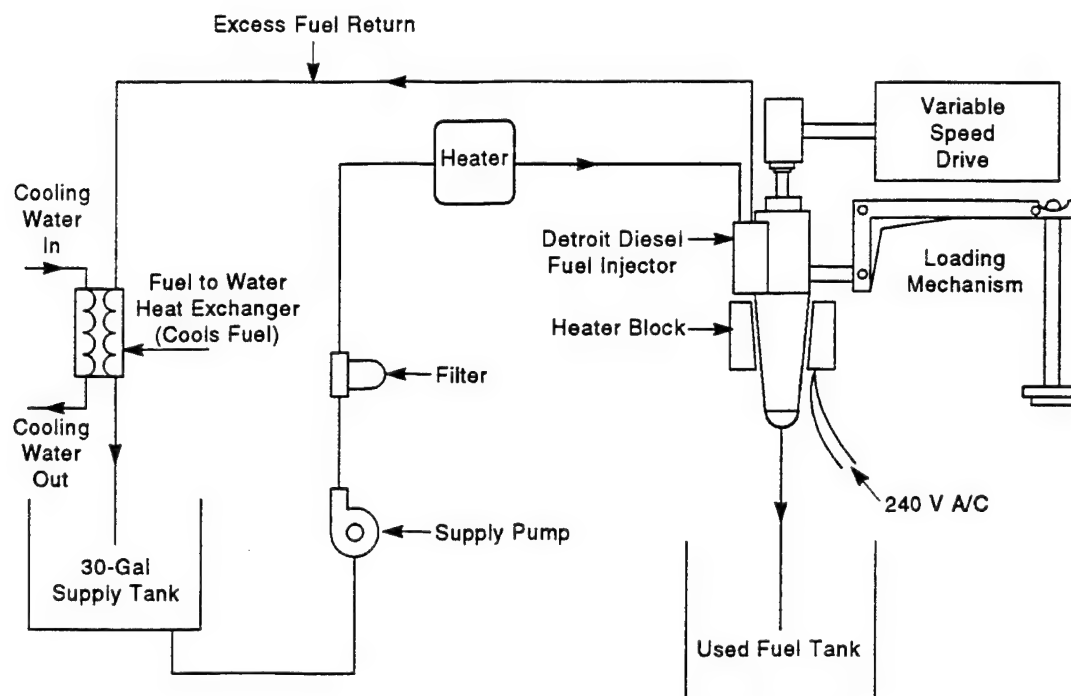 Excess Fuel Return
Variable
Speed
Drive
Heater
Cooling
Water
In
Detroit Diesel
Fuel Injector
Loading
Mechanism
Fuel to Water
Heat Exchanger
(Cools Fuel)
Heater Block
Filter
Cooling
Water
Out
240 V A/C
Supply Pump
30-Gal
Supply Tank
Used Fuel Tank